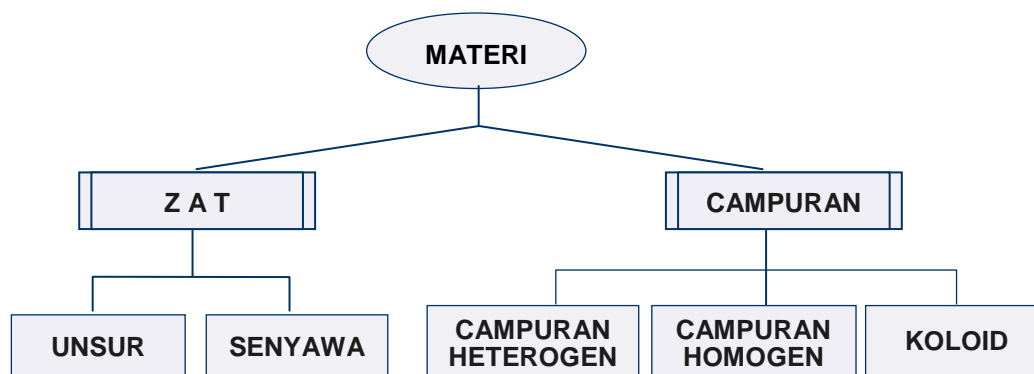 MATERI
Z A T
CAMPURAN
UNSUR
SENYAWA
CAMPURAN
HETEROGEN
CAMPURAN
HOMOGEN
KOLOID